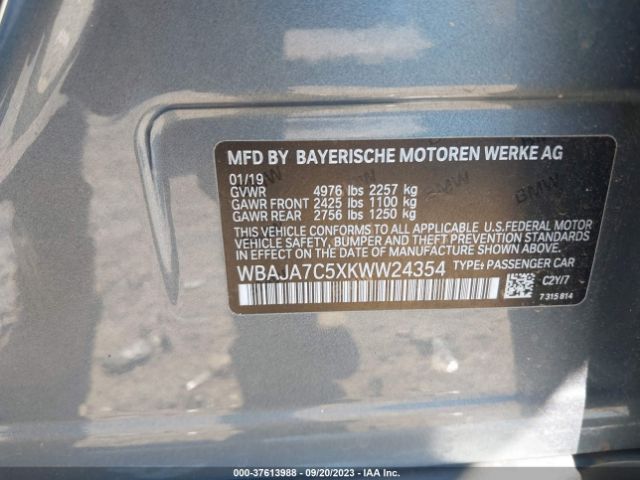 MFD BY BAYERISCHE MOTOREN WERKE AG
01/19
GVWR 4976 lbs 2257 kg
GAWR FRONT 2425 lbs 1100 kg
GAWR REAR 2756 lbs 1250 kg
THIS VEHICLE CONFORMS TO ALL APPLICABLE U.S.FEDERAL MOTOR
VEHICLE SAFETY, BUMPER AND THEFT PREVENTION STANDARDS
IN EFFECT ON THE DATE OF MANUFACTURE SHOWN ABOVE.
WBAJA7C5XKWW24354 TYPE: PASSENGER CAR
C2Y/7
7 315 814
BMW
BMW
000-37613988 - 09/20/2023 - IAA Inc.